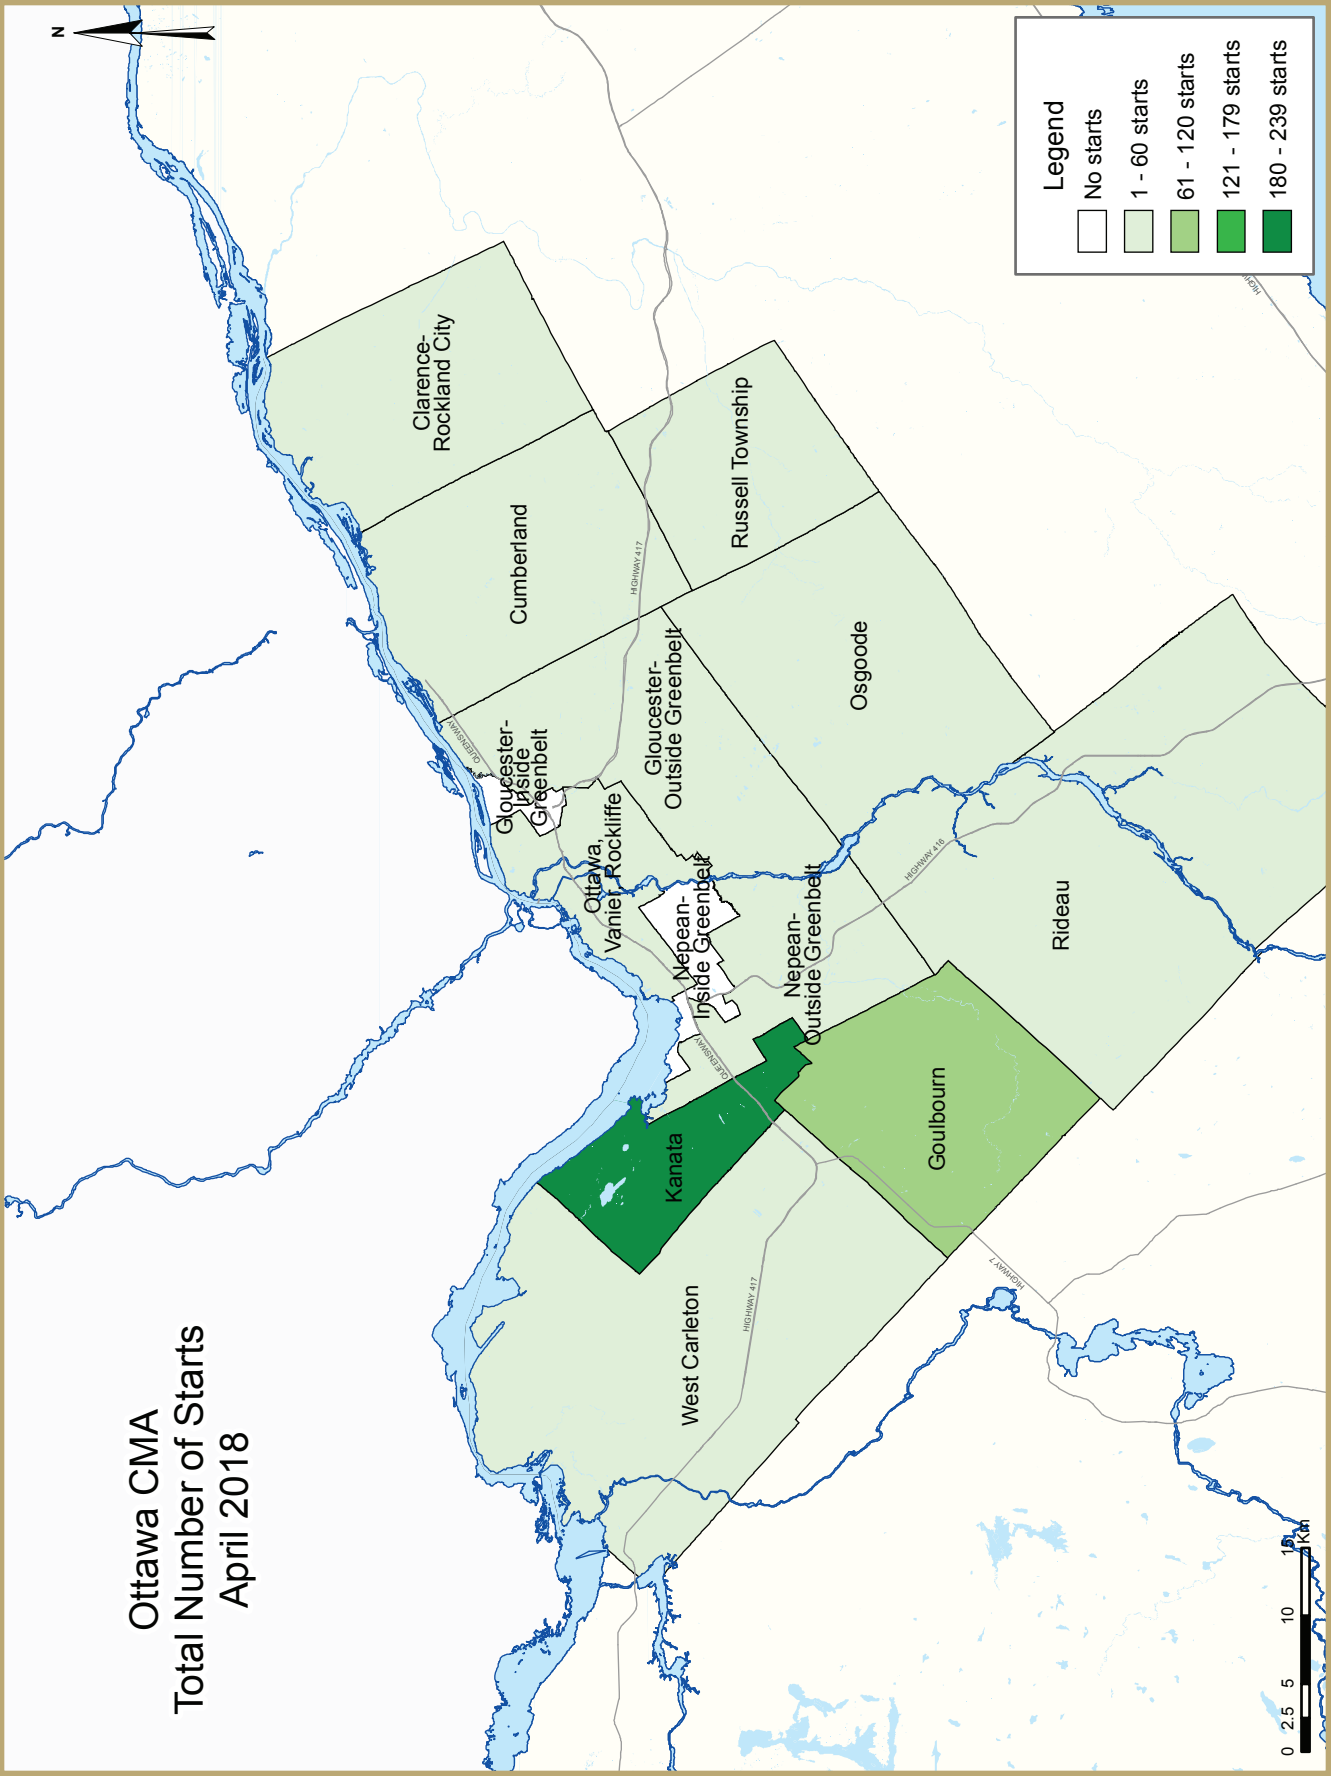 Ottawa CMA
Total Number of Starts
April 2018
N
Clarence-
Rockland City
Cumberland
Russell Township
HIGHWAY 417
QUEENSWAY
Gloucester-
Inside
Greenbelt
Gloucester-
Outside Greenbelt
Osgoode
Ottawa,
Vanier, Rockliffe
Nepean-
Inside Greenbelt
Nepean-
Outside Greenbelt
HIGHWAY 416
Rideau
QUEENSWAY
Kanata
Goulbourn
West Carleton
HIGHWAY 417
HIGHWAY 7
Legend
No starts
1 - 60 starts
61 - 120 starts
121 - 179 starts
180 - 239 starts
0 2.5 5 10 15
Km